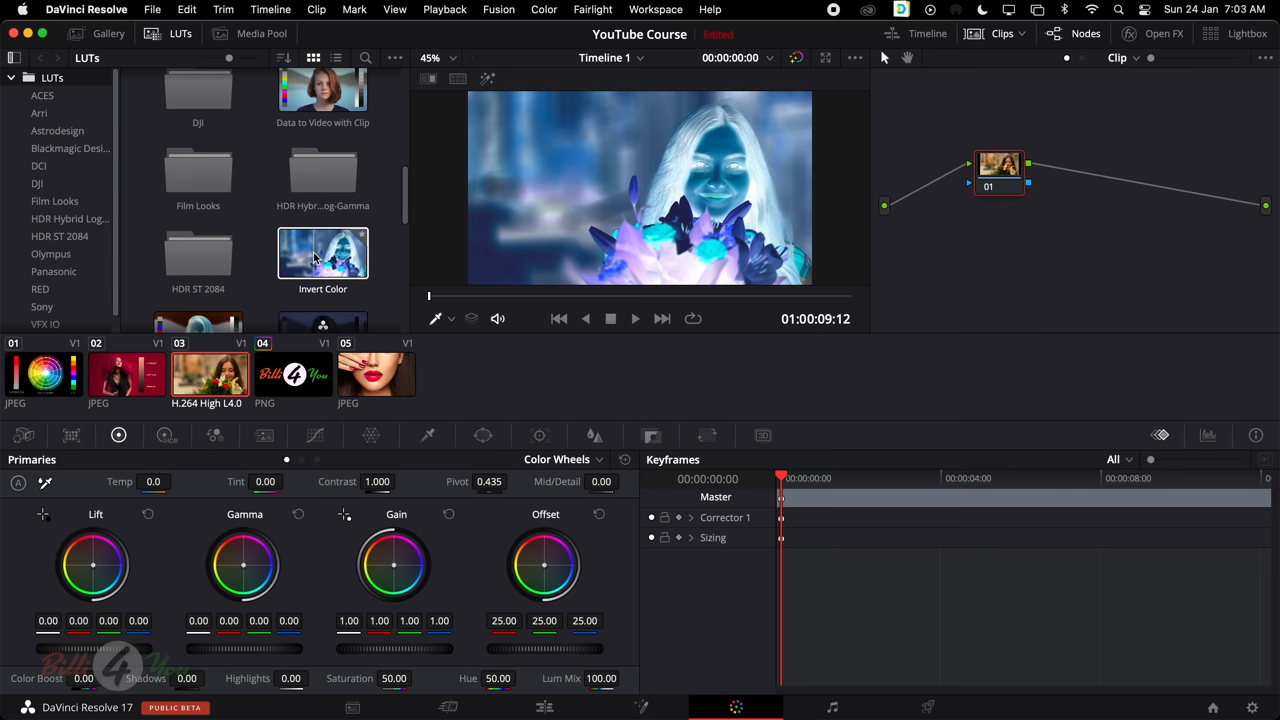 DaVinci Resolve File Edit Trim Timeline Clip Mark View Playback Fusion Color Fairlight Workspace Help Sun 24 Jan 7:03 AM
Gallery LUTs Media Pool YouTube Course Edited Timeline Clips Nodes Open FX Lightbox
LUTs 45% Timeline 1 00:00:00:00 Clip
LUTs
ACES
Arri
Astrodesign
Blackmagic Desi...
DCI
DJI
Film Looks
HDR Hybrid Log...
HDR ST 2084
Olympus
Panasonic
RED
Sony
VFX IO
DJI Data to Video with Clip
Film Looks HDR Hybr...og-Gamma
HDR ST 2084 Invert Color
01
01:00:09:12
01 V1 02 V1 03 V1 04 V1 05 V1
Billi 4 You
JPEG JPEG H.264 High L4.0 PNG JPEG
HDR
3D
Primaries Color Wheels Keyframes All
Temp 0.0 Tint 0.00 Contrast 1.000 Pivot 0.435 Mid/Detail 0.00
00:00:00:00 00:00:00:00 00:00:04:00 00:00:08:00 0
Master
Lift Gamma Gain Offset
Corrector 1
Sizing
0.00 0.00 0.00 0.00 0.00 0.00 0.00 0.00 1.00 1.00 1.00 1.00 25.00 25.00 25.00
Billi 4 You
Color Boost 0.00 Shadows 0.00 Highlights 0.00 Saturation 50.00 Hue 50.00 Lum Mix 100.00
DaVinci Resolve 17 PUBLIC BETA